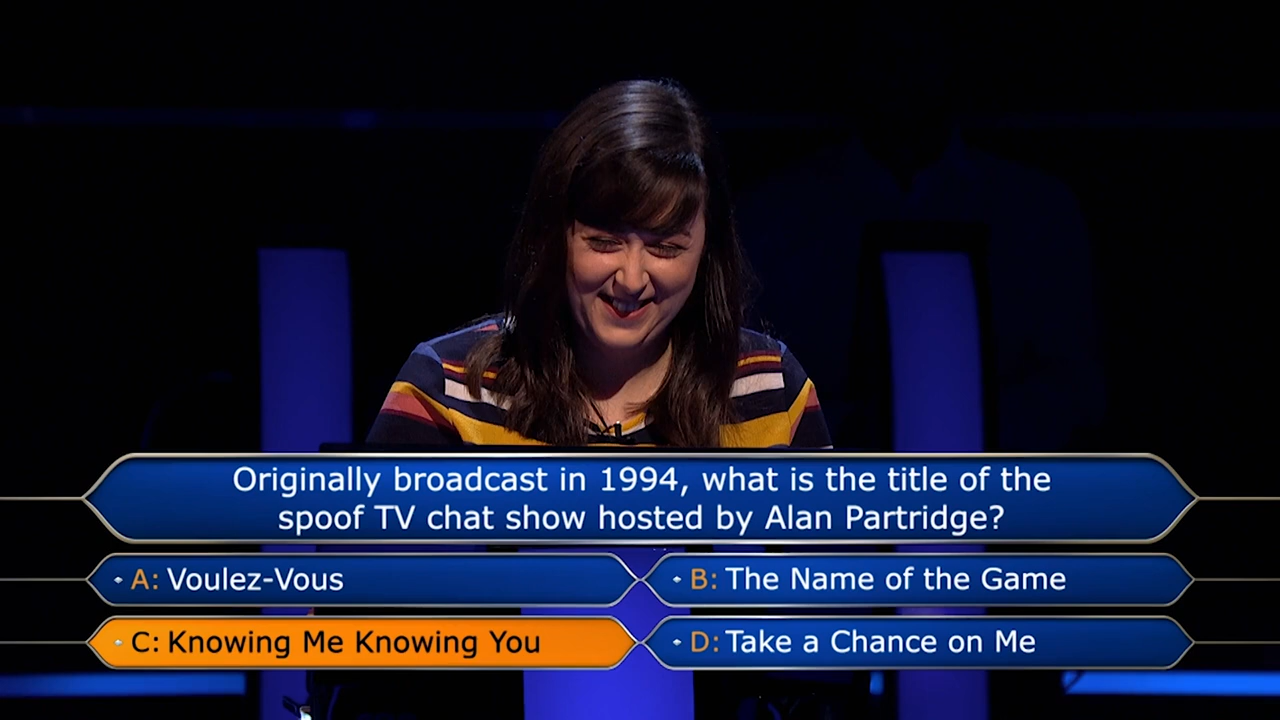 Originally broadcast in 1994, what is the title of the
spoof TV chat show hosted by Alan Partridge?
A: Voulez-Vous
B: The Name of the Game
C: Knowing Me Knowing You
D: Take a Chance on Me